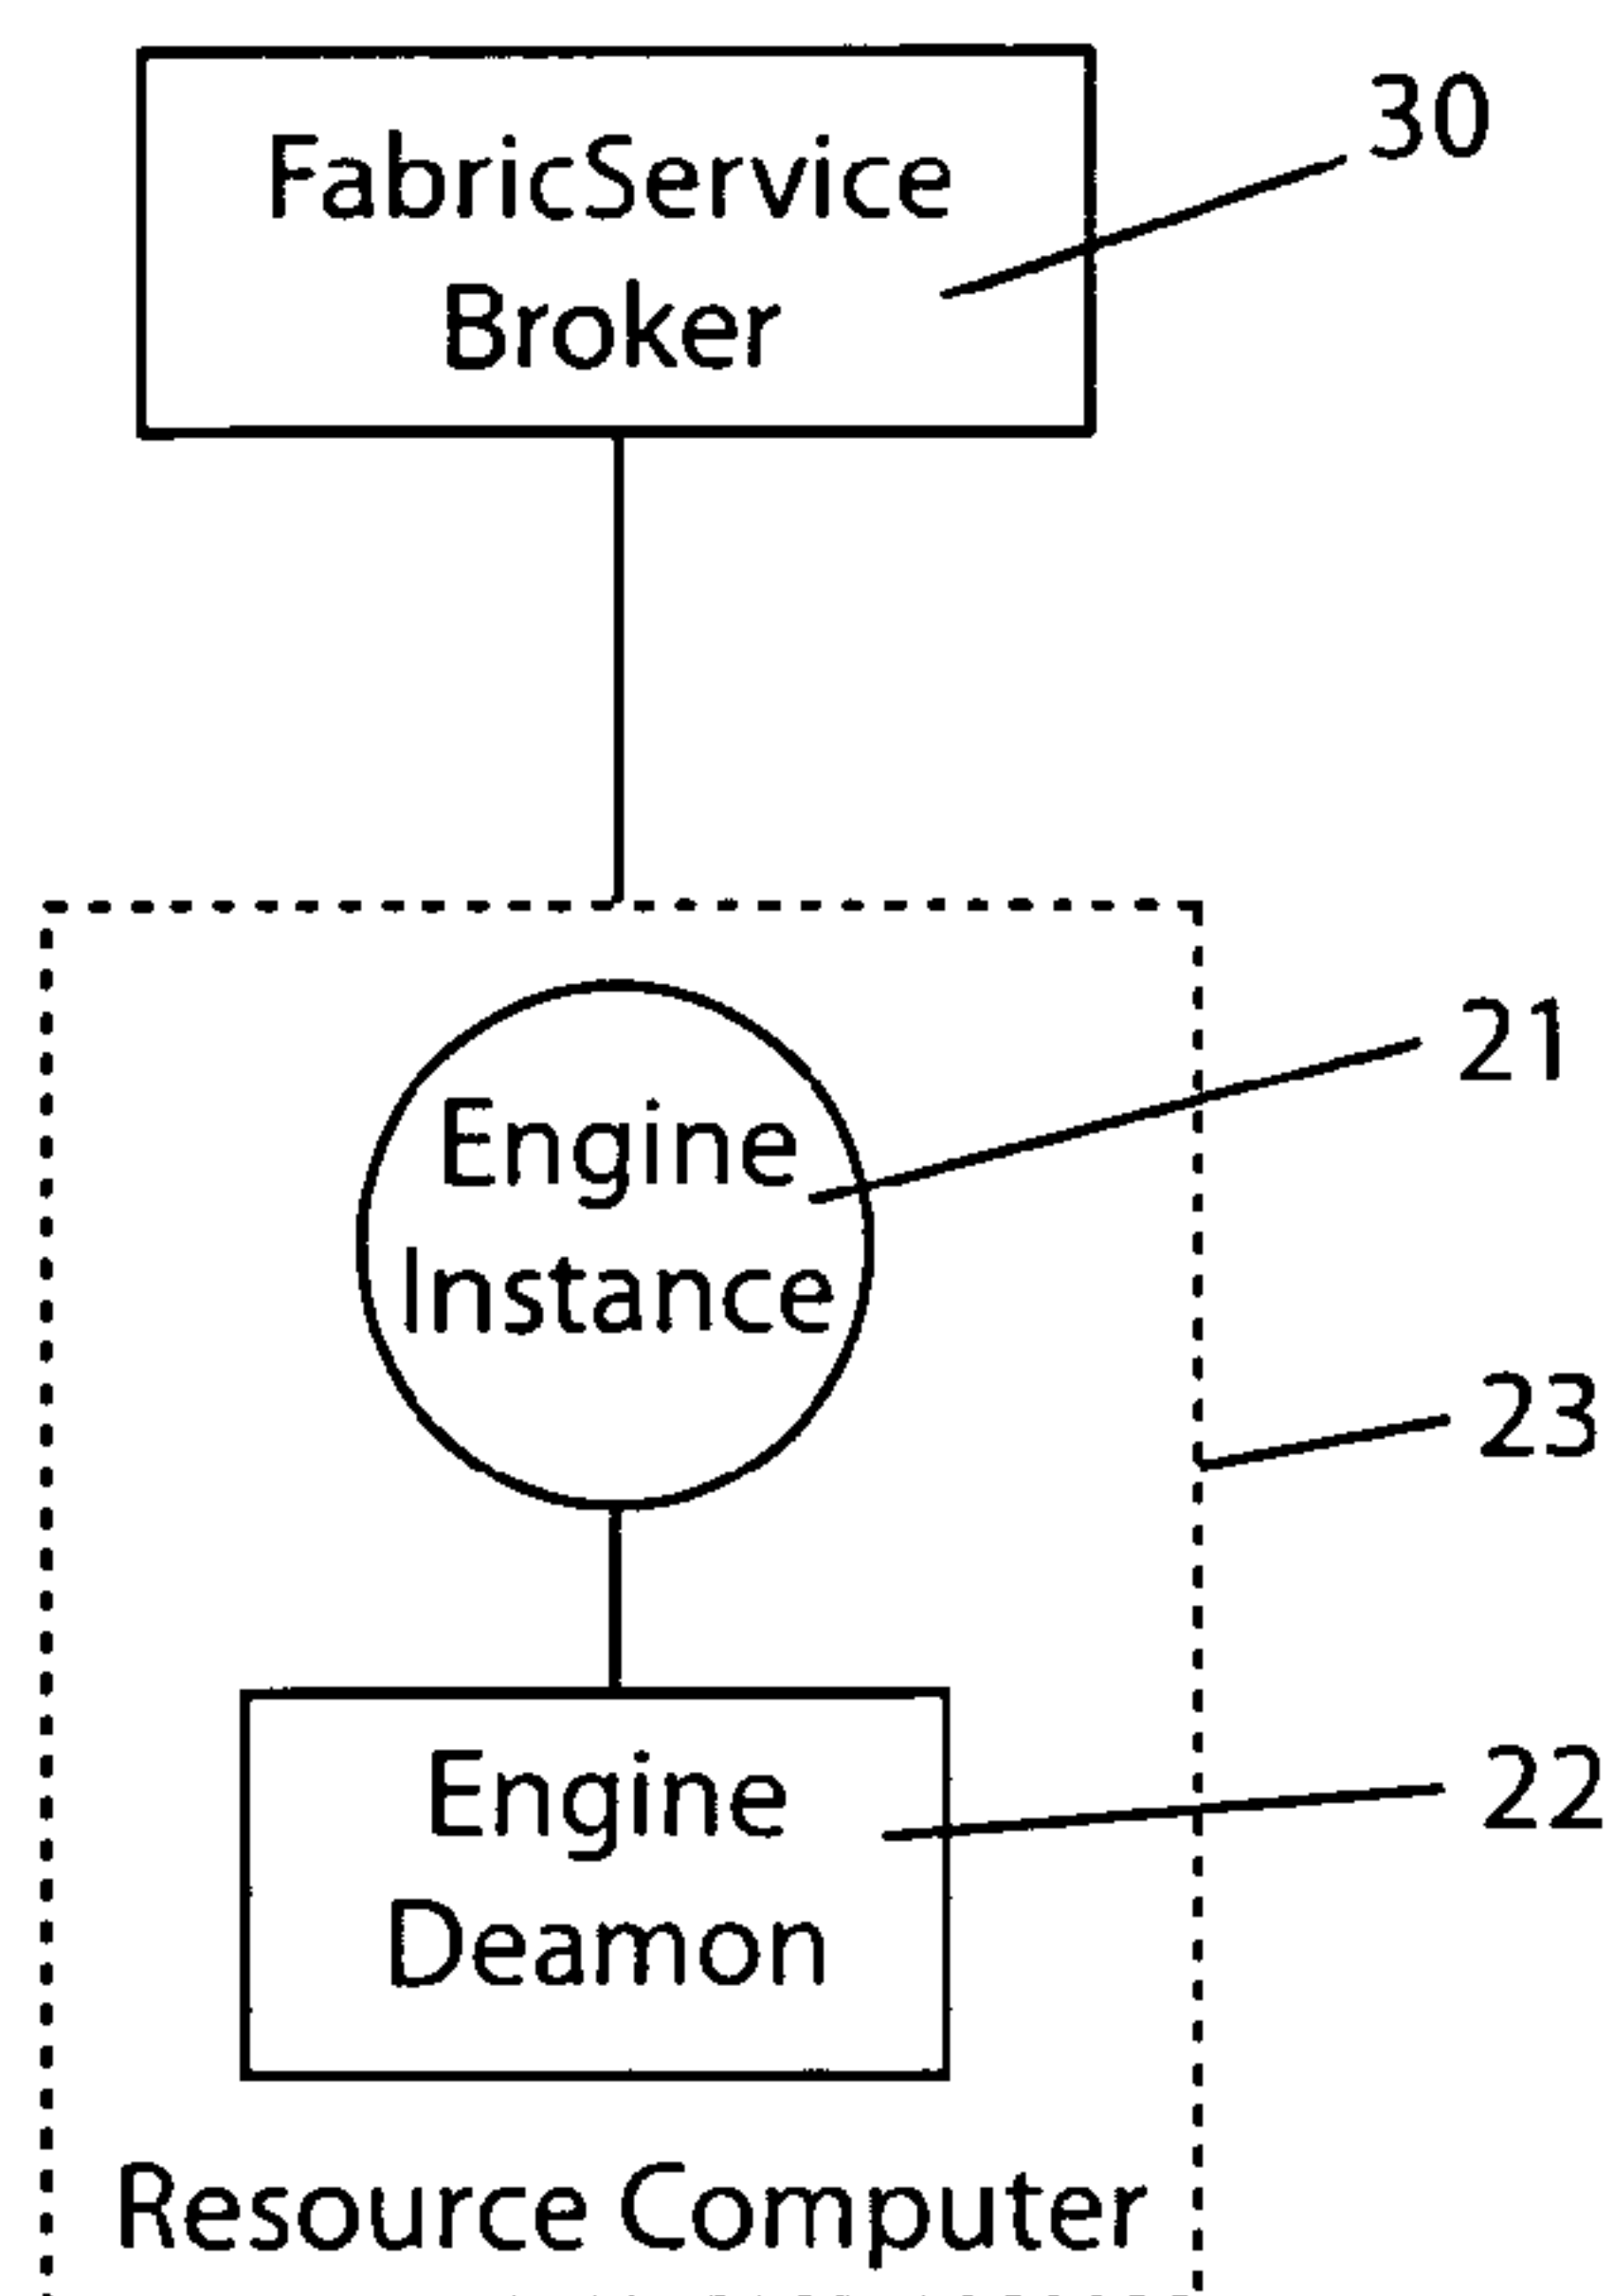 FabricService
Broker
30
Engine
Instance
21
23
Engine
Deamon
22
Resource Computer